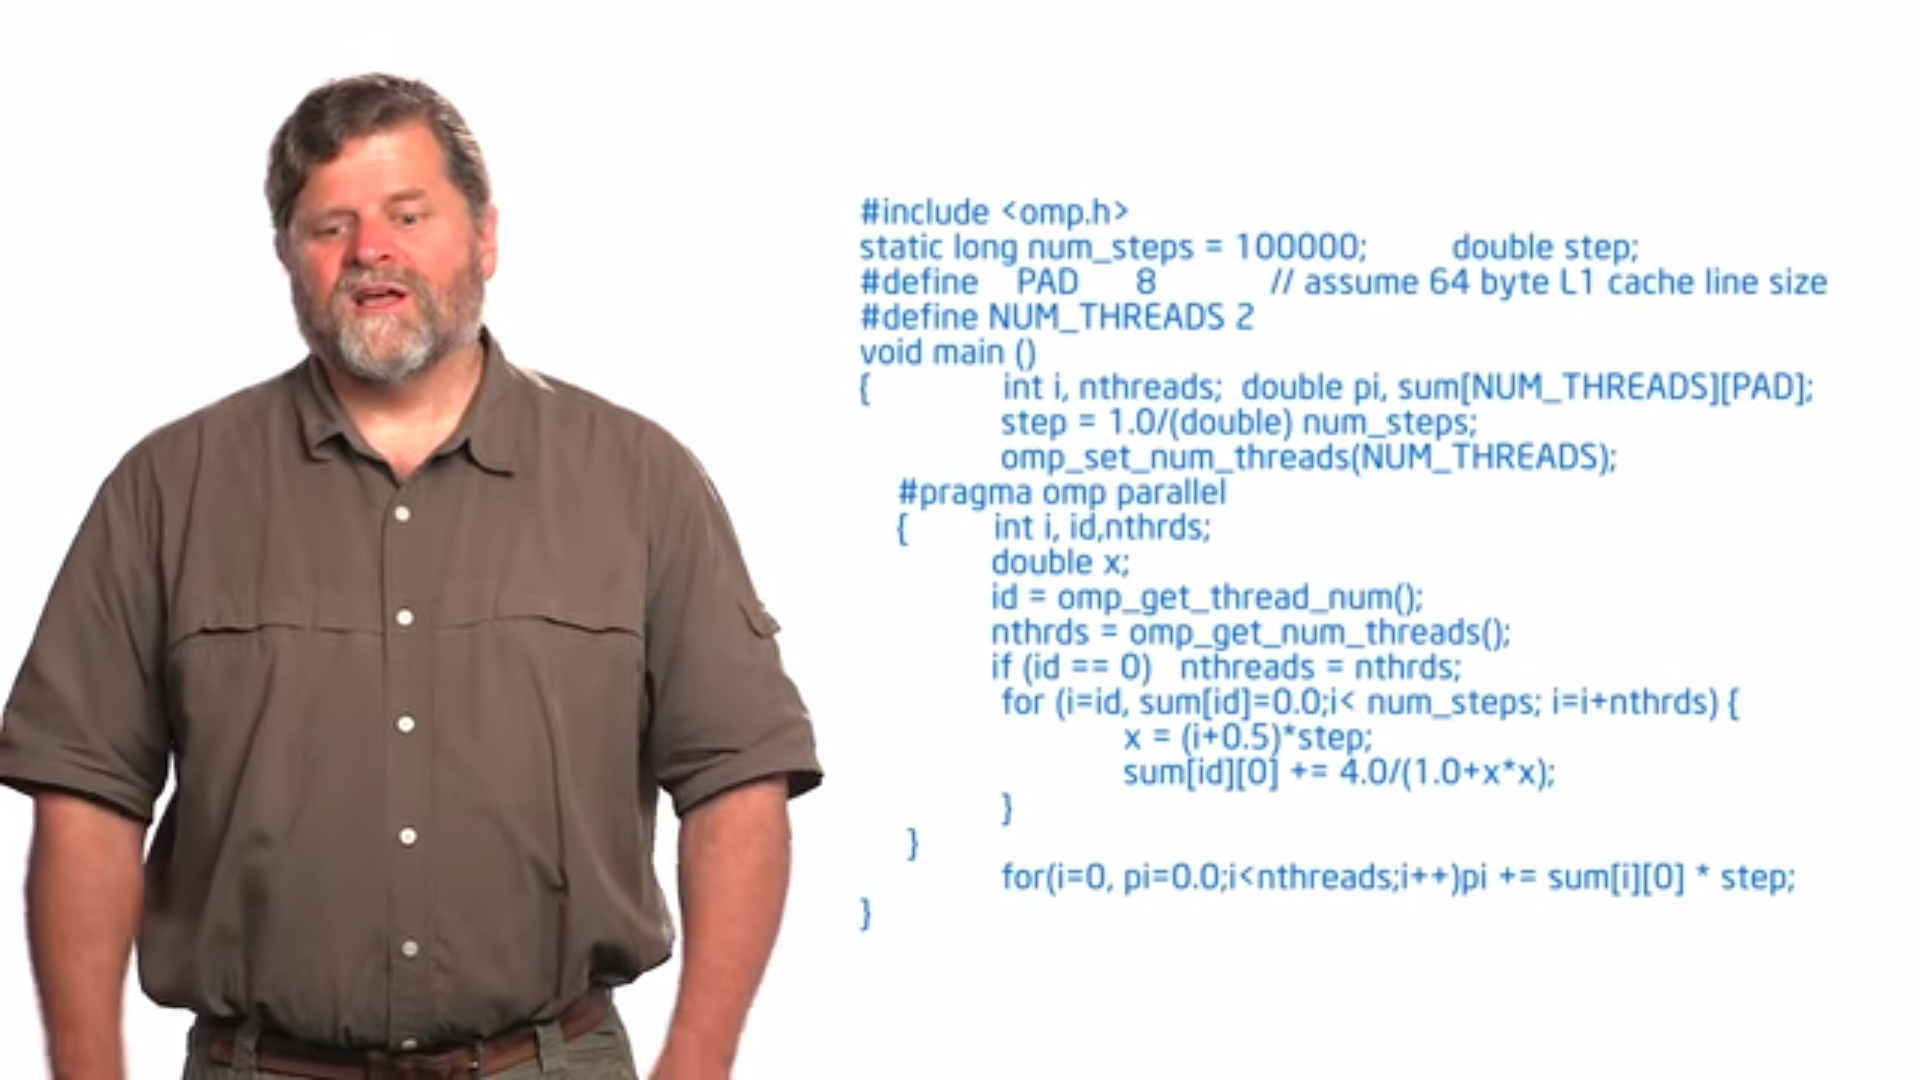 #include <omp.h>
static long num_steps = 100000; double step;
#define PAD 8 // assume 64 byte L1 cache line size
#define NUM_THREADS 2
void main ()
{ int i, nthreads; double pi, sum[NUM_THREADS][PAD];
step = 1.0/(double) num_steps;
omp_set_num_threads(NUM_THREADS);
#pragma omp parallel
{ int i, id,nthrds;
double x;
id = omp_get_thread_num();
nthrds = omp_get_num_threads();
if (id == 0) nthreads = nthrds;
for (i=id, sum[id]=0.0;i< num_steps; i=i+nthrds) {
x = (i+0.5)*step;
sum[id][0] += 4.0/(1.0+x*x);
}
}
for(i=0, pi=0.0;i<nthreads;i++)pi += sum[i][0] * step;
}